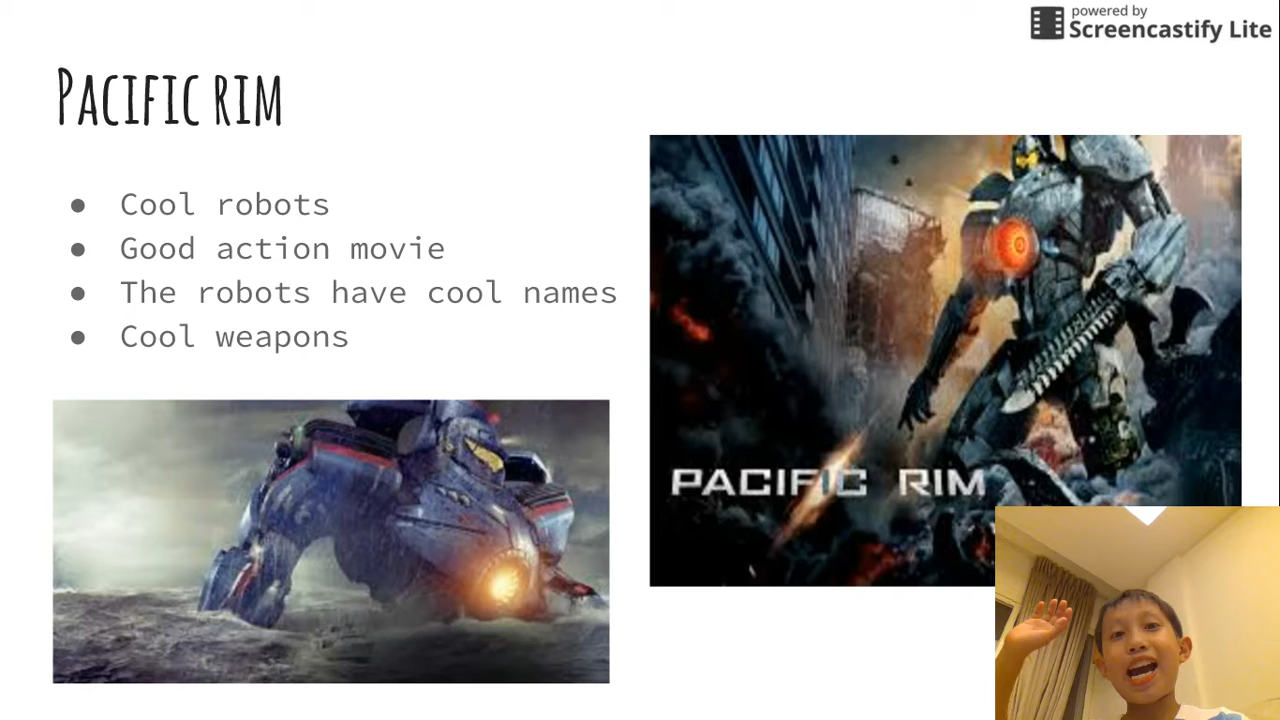 powered by
Screencastify Lite
Pacific rim
● Cool robots
● Good action movie
● The robots have cool names
● Cool weapons
PACIFIC RIM